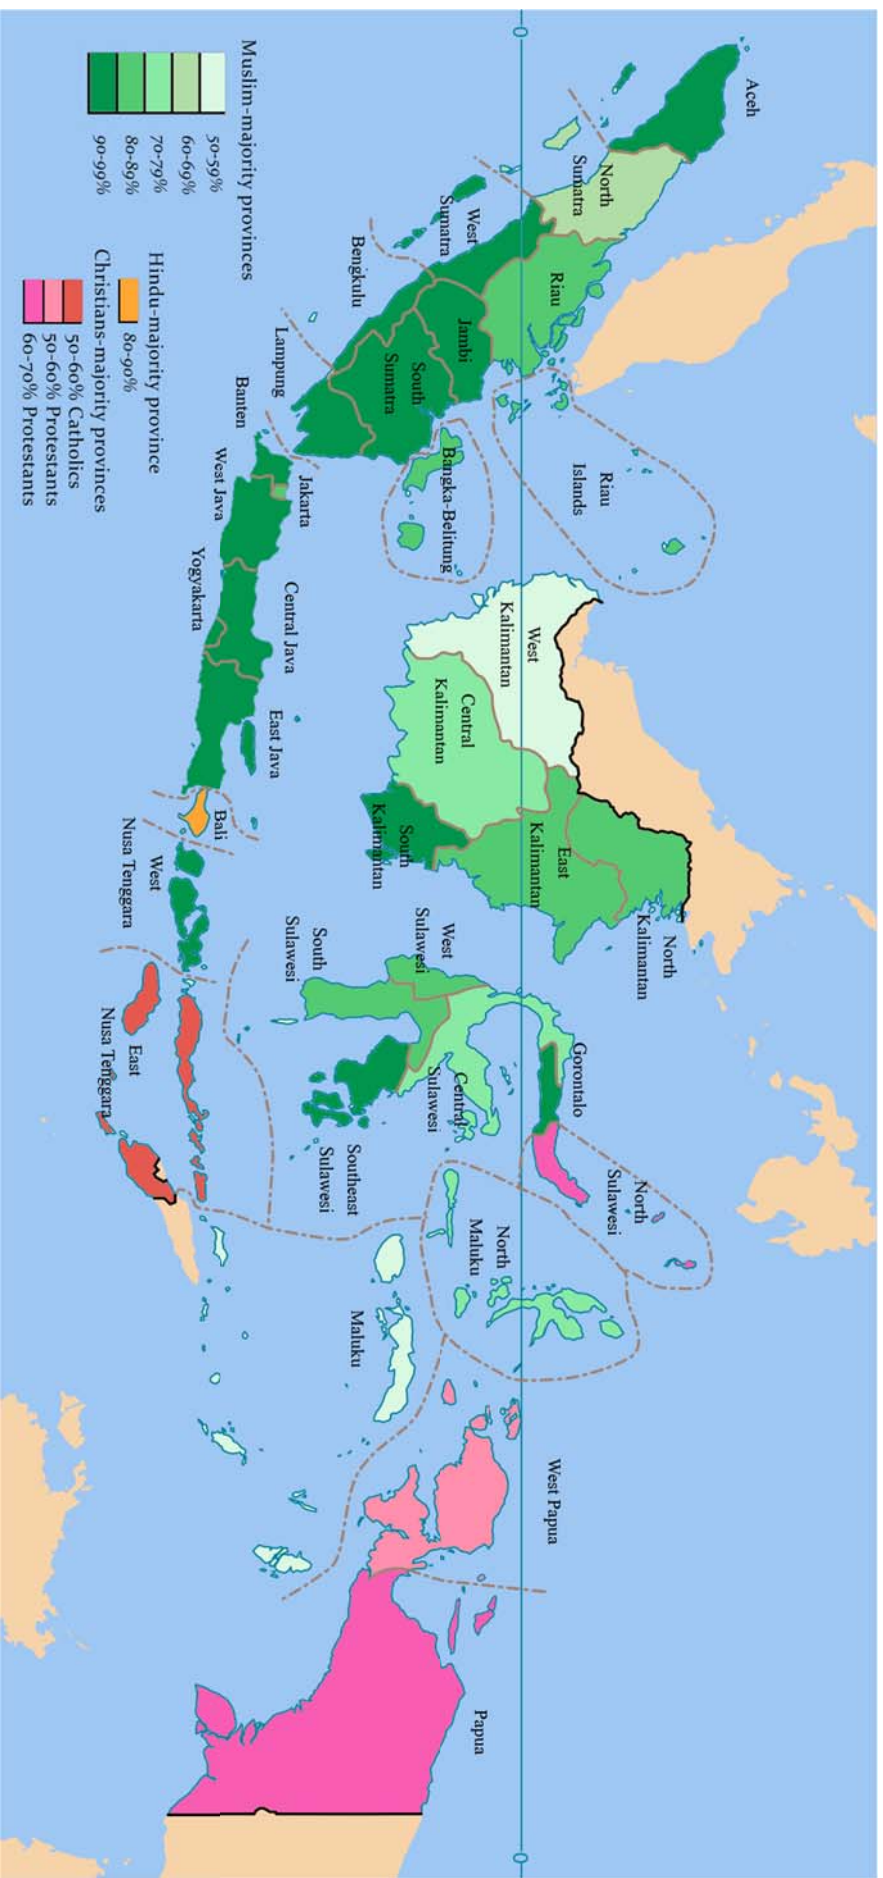 0
Aceh
North
Sumatra
West
Sumatra
Riau
Bengkulu
Jambi
South
Sumatra
Lampung
Riau
Islands
Bangka-Belitung
Banten
Jakarta
West Java
Central Java
Yogyakarta
East Java
Bali
West
Nusa Tenggara
East
Nusa Tenggara
West
Kalimantan
Central
Kalimantan
South
Kalimantan
East
Kalimantan
North
Kalimantan
West
Sulawesi
South
Sulawesi
Central
Sulawesi
Southeast
Sulawesi
Gorontalo
North
Sulawesi
North
Maluku
Maluku
West Papua
Papua
0
Muslim-majority provinces
50-59%
60-69%
70-79%
80-89%
90-99%
Hindu-majority province
80-90%
Christians-majority provinces
50-60% Catholics
50-60% Protestants
60-70% Protestants